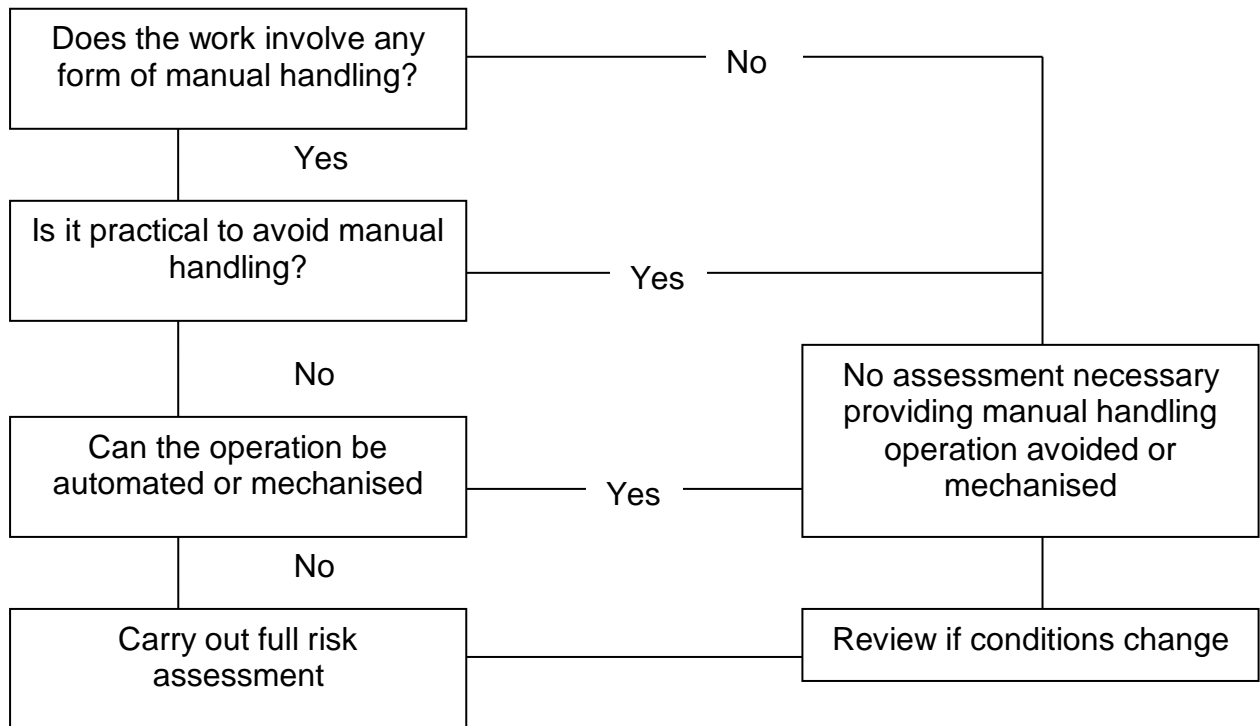 Does the work involve any
form of manual handling?
No
Yes
Is it practical to avoid manual
handling?
Yes
No
No assessment necessary
providing manual handling
operation avoided or
mechanised
Can the operation be
automated or mechanised
Yes
No
Carry out full risk
assessment
Review if conditions change